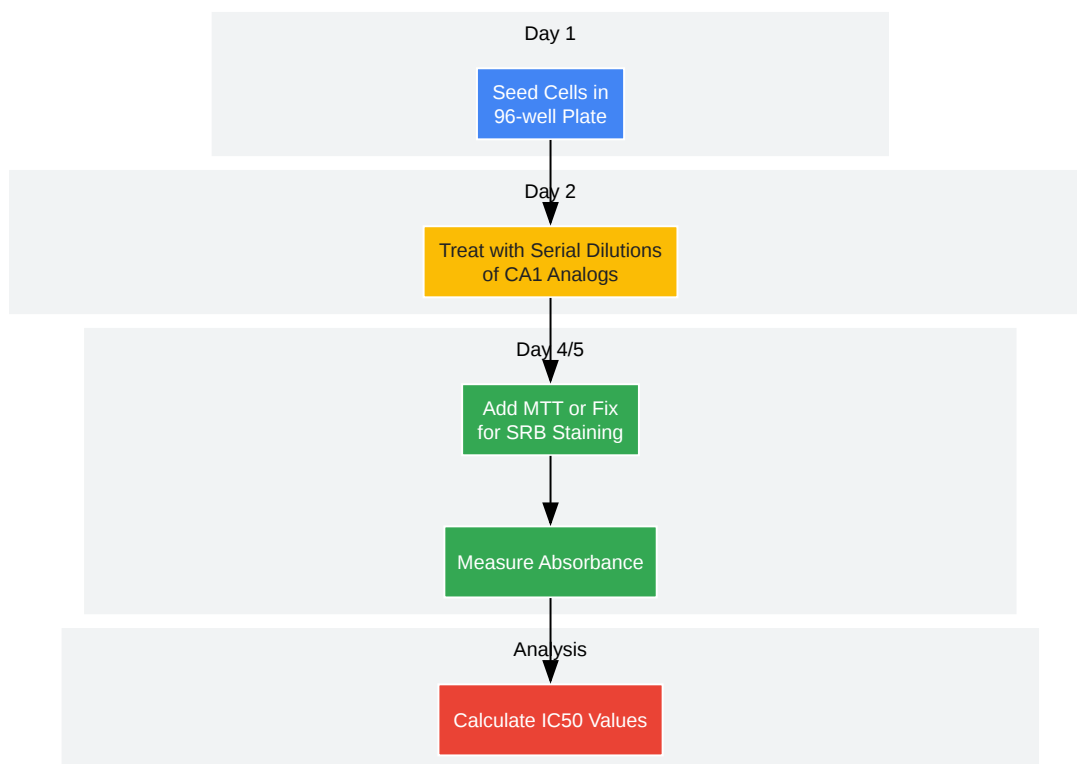 Day 1
Seed Cells in
96-well Plate
Day 2
Treat with Serial Dilutions
of CA1 Analogs
Day 4/5
Add MTT or Fix
for SRB Staining
Measure Absorbance
Analysis
Calculate IC50 Values